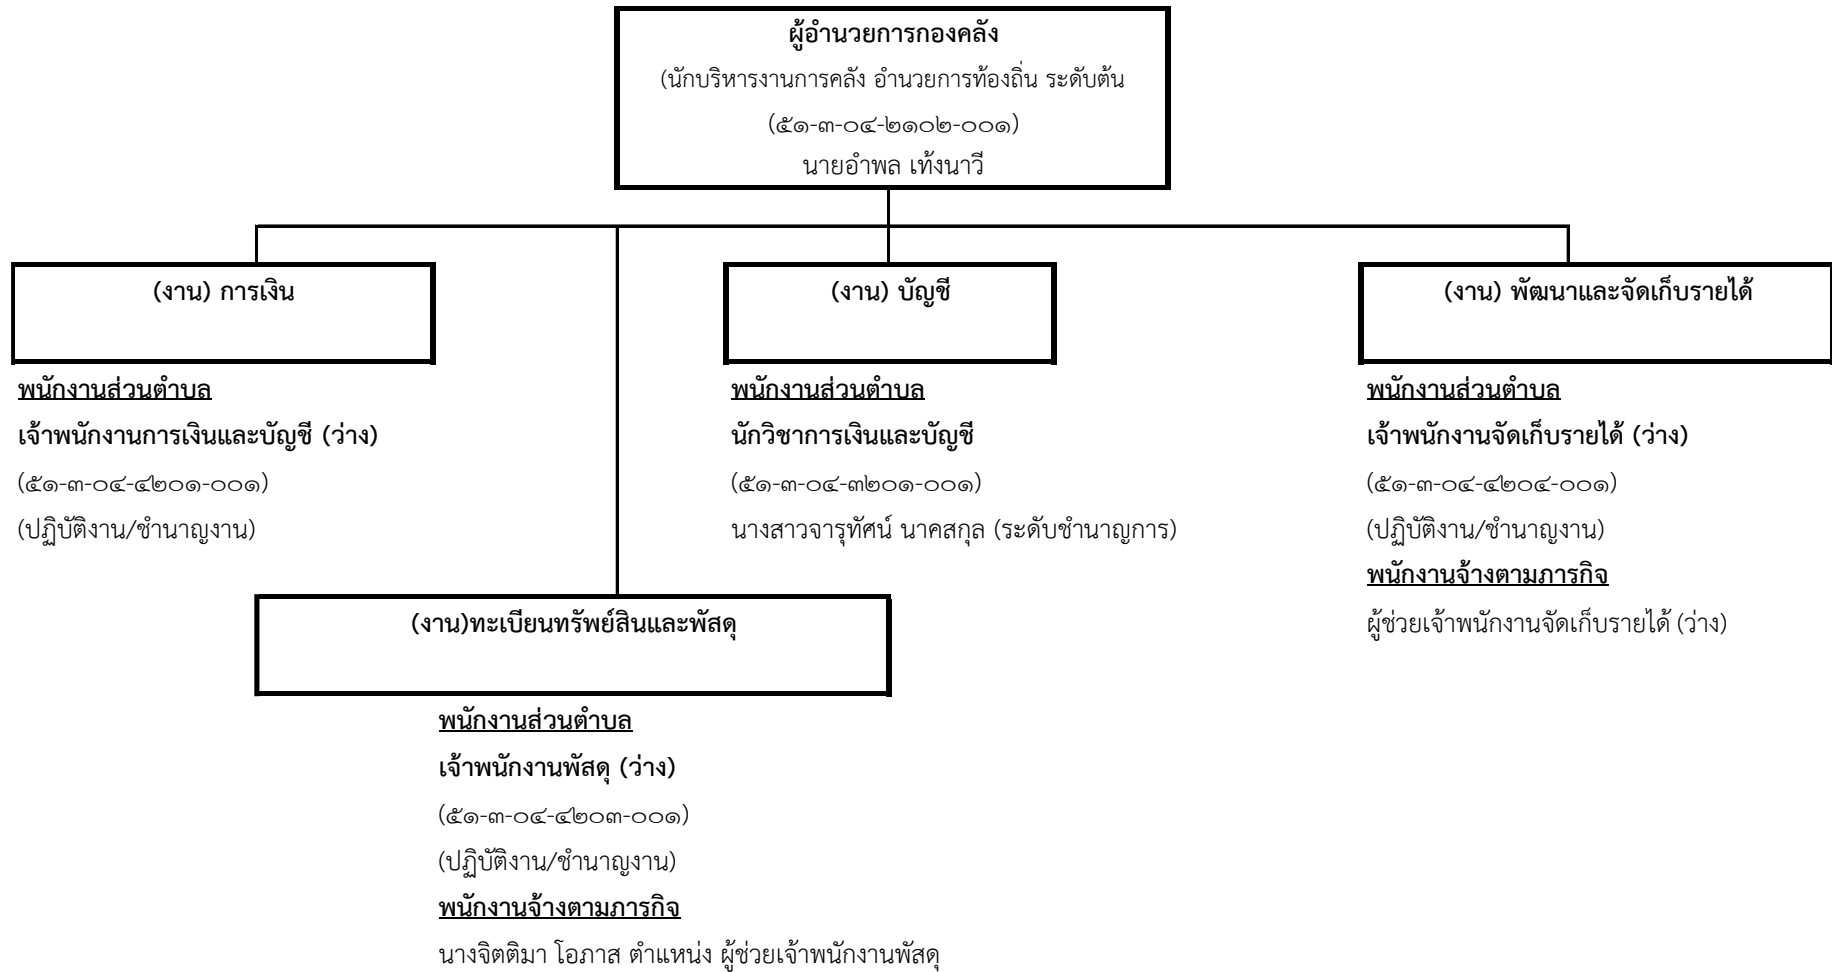 ผู้อำนวยการกองคลัง
(นักบริหารงานการคลัง อำนวยการท้องถิ่น ระดับต้น
(๕๑-๓-๐๔-๒๑๐๒-๐๐๑)
นายอำพล เท้งนาวี
(งาน) การเงิน
พนักงานส่วนตำบล
เจ้าพนักงานการเงินและบัญชี (ว่าง)
(๕๑-๓-๐๔-๔๒๐๑-๐๐๑)
(ปฏิบัติงาน/ชำนาญงาน)
(งาน) บัญชี
พนักงานส่วนตำบล
นักวิชาการเงินและบัญชี
(๕๑-๓-๐๔-๓๒๐๑-๐๐๑)
นางสาวจารุทัศน์ นาคสกุล (ระดับชำนาญการ)
(งาน) พัฒนาและจัดเก็บรายได้
พนักงานส่วนตำบล
เจ้าพนักงานจัดเก็บรายได้ (ว่าง)
(๕๑-๓-๐๔-๔๒๐๔-๐๐๑)
(ปฏิบัติงาน/ชำนาญงาน)
พนักงานจ้างตามภารกิจ
ผู้ช่วยเจ้าพนักงานจัดเก็บรายได้ (ว่าง)
(งาน)ทะเบียนทรัพย์สินและพัสดุ
พนักงานส่วนตำบล
เจ้าพนักงานพัสดุ (ว่าง)
(๕๑-๓-๐๔-๔๒๐๓-๐๐๑)
(ปฏิบัติงาน/ชำนาญงาน)
พนักงานจ้างตามภารกิจ
นางจิตติมา โอภาส ตำแหน่ง ผู้ช่วยเจ้าพนักงานพัสดุ